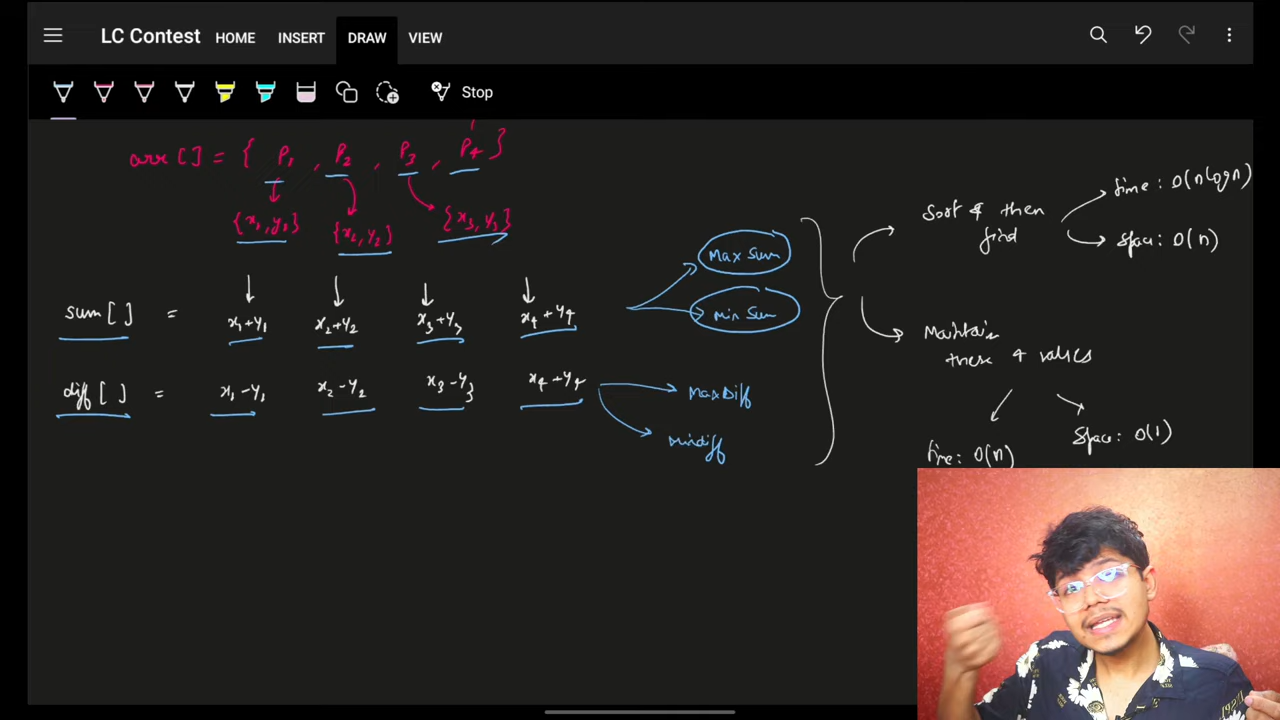 LC Contest HOME INSERT DRAW VIEW
Stop
arr[] = { P1 , P2 , P3 , P4 }
{x1, y1} {x2, y2} {x3, y3}
Sort & then find
time: O(nlogn)
Space: O(n)
sum[] = x1+y1 x2+y2 x3+y3 x4+y4
Max Sum
min Sum
diff[] = x1-y1 x2-y2 x3-y3 x4+y4
MaxDiff
mindiff
Maintain
these 4 values
time: O(n)
Space: O(1)